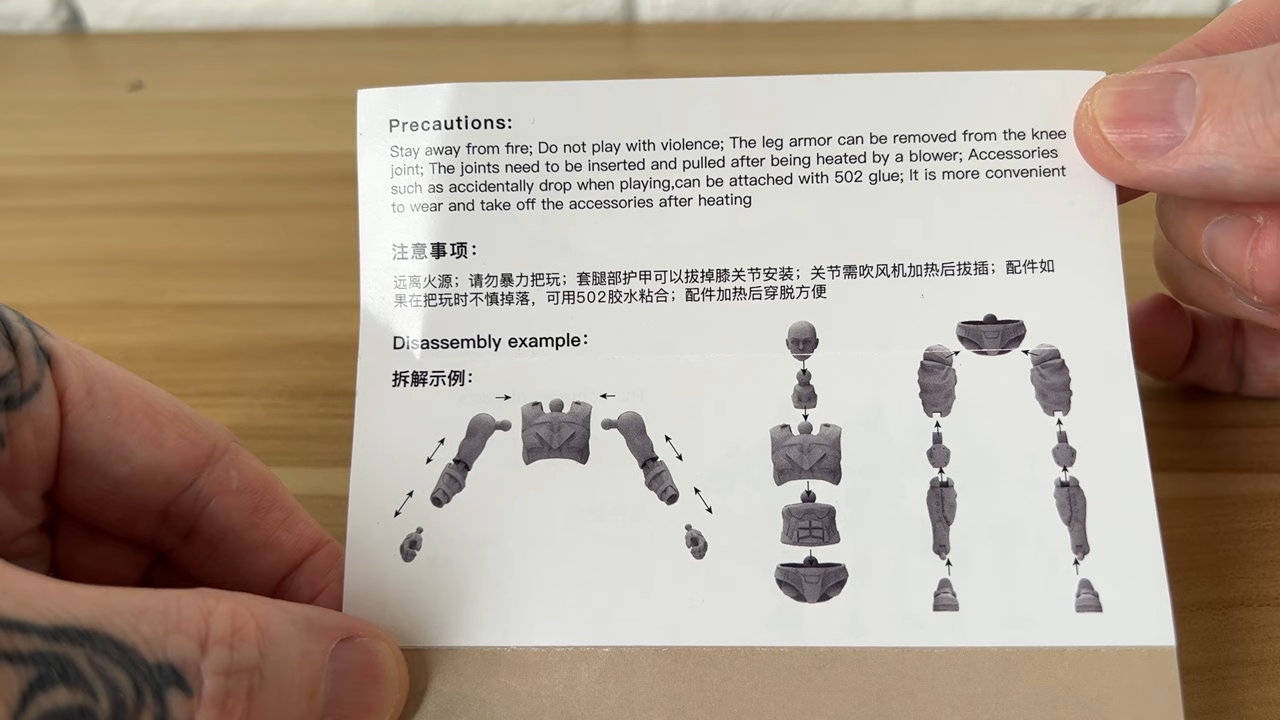 Precautions:
Stay away from fire; Do not play with violence; The leg armor can be removed from the knee
joint; The joints need to be inserted and pulled after being heated by a blower; Accessories
such as accidentally drop when playing,can be attached with 502 glue; It is more convenient
to wear and take off the accessories after heating
注意事项：
远离火源；请勿暴力把玩；套腿部护甲可以拔掉膝关节安装；关节需吹风机加热后拔插；配件如
果在把玩时不慎掉落，可用502胶水粘合；配件加热后穿脱方便
Disassembly example:
拆解示例：